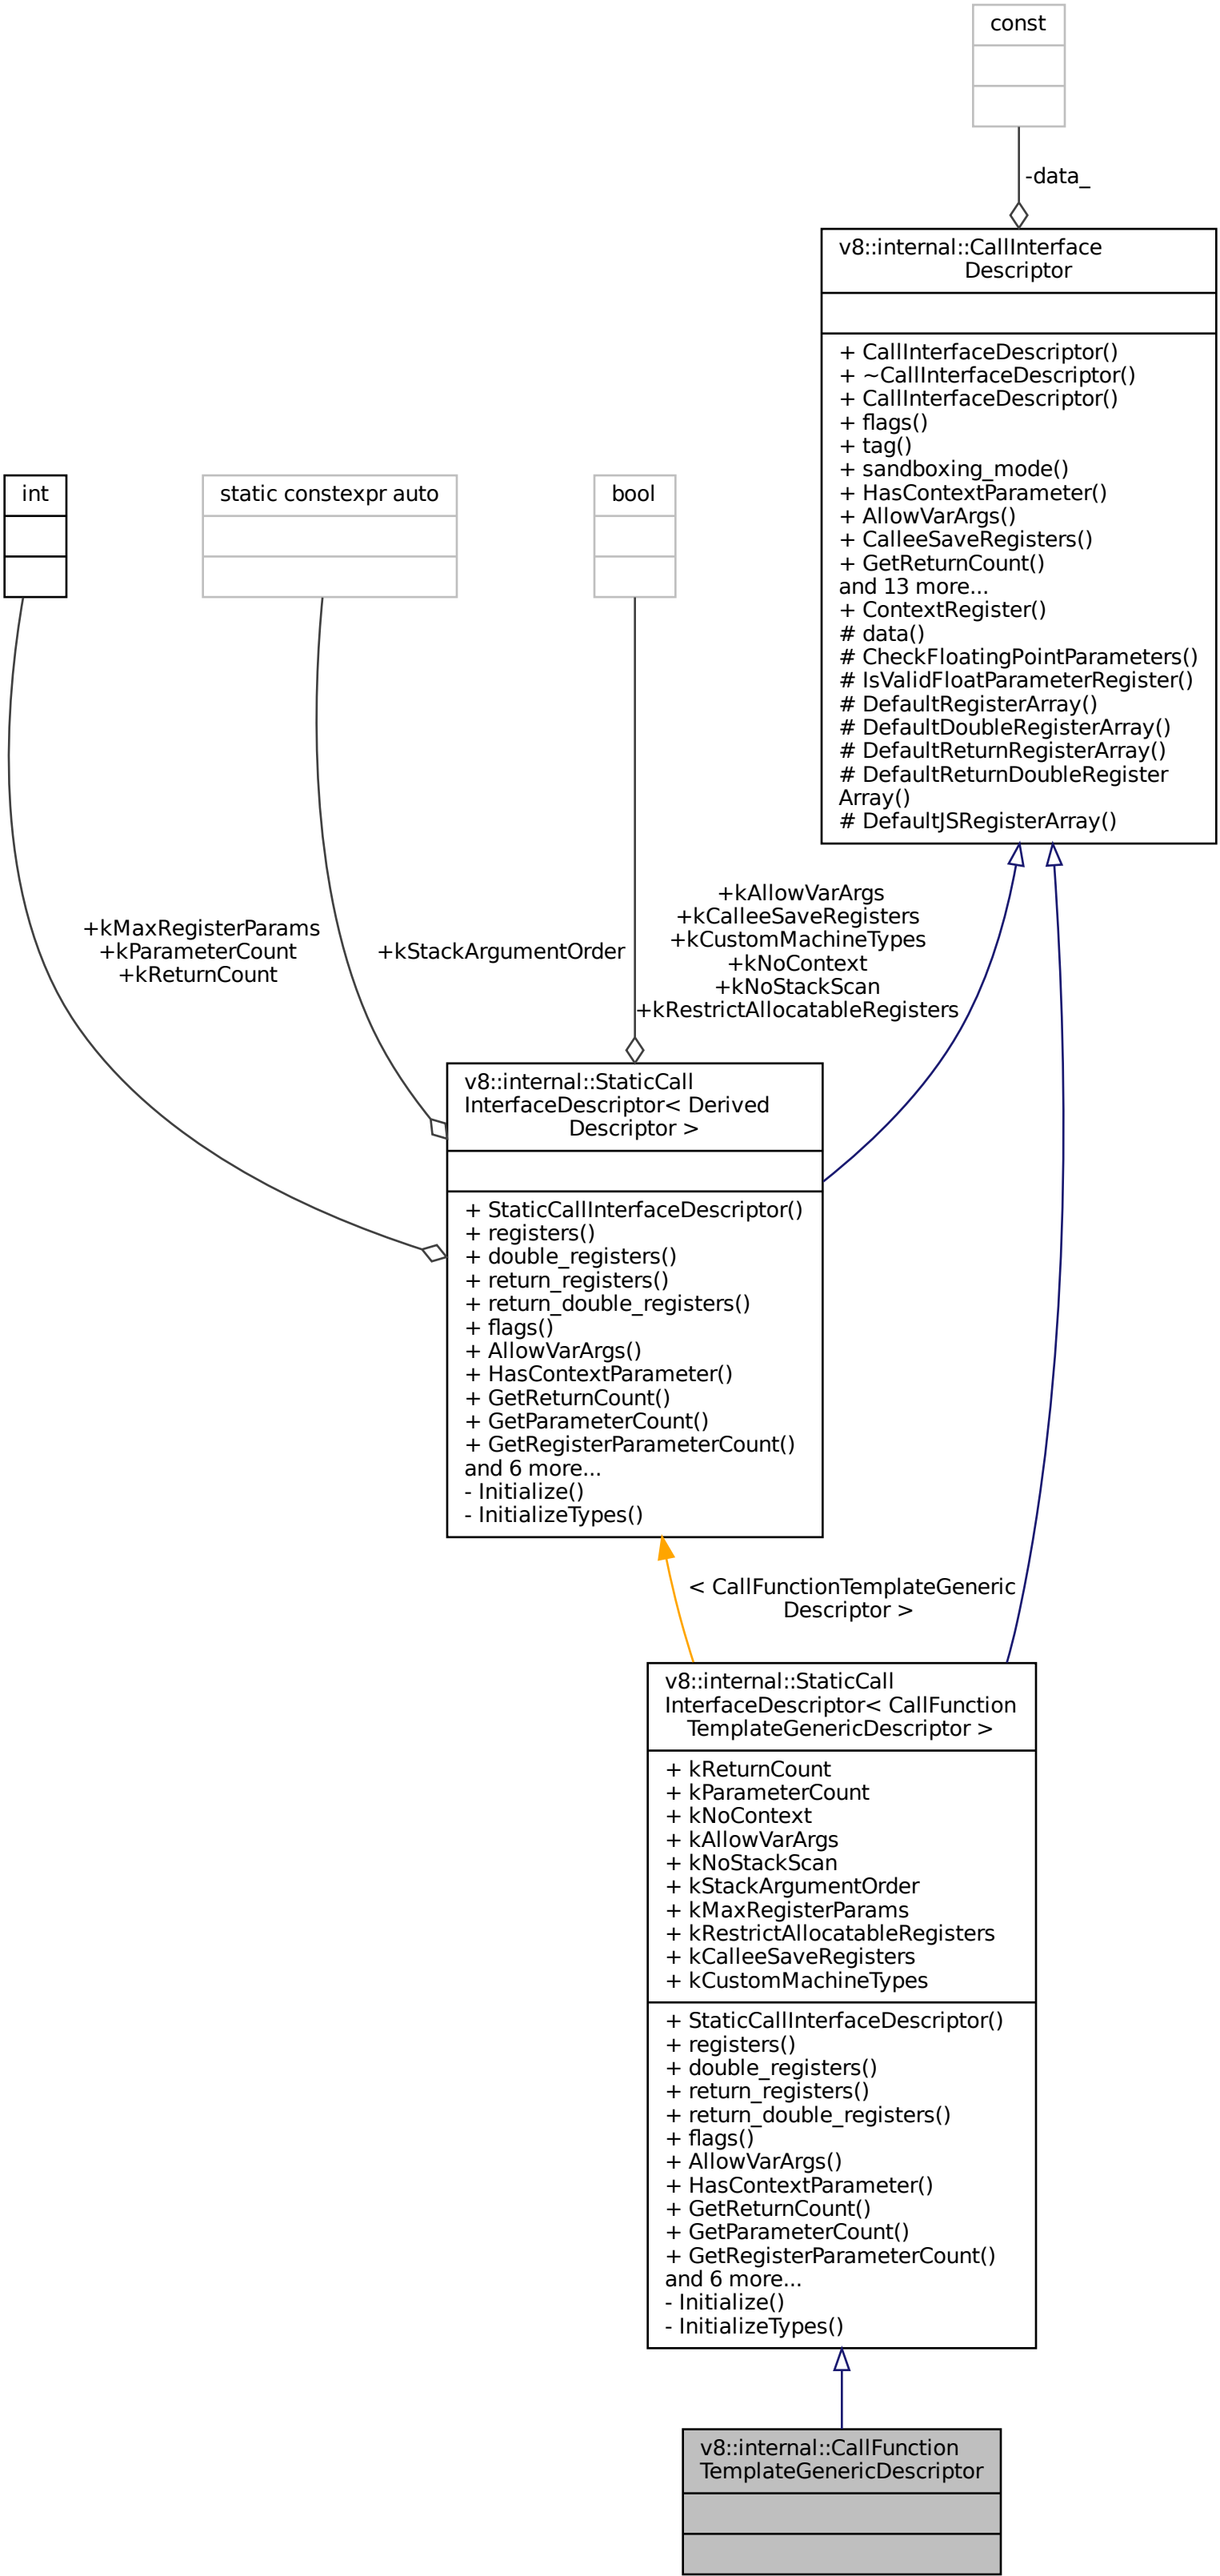 const
-data_
v8::internal::CallInterface
Descriptor
+ CallInterfaceDescriptor()
+ ~CallInterfaceDescriptor()
+ CallInterfaceDescriptor()
+ flags()
+ tag()
+ sandboxing_mode()
+ HasContextParameter()
+ AllowVarArgs()
+ CalleeSaveRegisters()
+ GetReturnCount()
and 13 more...
+ ContextRegister()
# data()
# CheckFloatingPointParameters()
# IsValidFloatParameterRegister()
# DefaultRegisterArray()
# DefaultDoubleRegisterArray()
# DefaultReturnRegisterArray()
# DefaultReturnDoubleRegister
Array()
# DefaultJSRegisterArray()
int
static constexpr auto
bool
+kMaxRegisterParams
+kParameterCount
+kReturnCount
+kStackArgumentOrder
+kAllowVarArgs
+kCalleeSaveRegisters
+kCustomMachineTypes
+kNoContext
+kNoStackScan
+kRestrictAllocatableRegisters
v8::internal::StaticCall
InterfaceDescriptor< Derived
Descriptor >
+ StaticCallInterfaceDescriptor()
+ registers()
+ double_registers()
+ return_registers()
+ return_double_registers()
+ flags()
+ AllowVarArgs()
+ HasContextParameter()
+ GetReturnCount()
+ GetParameterCount()
+ GetRegisterParameterCount()
and 6 more...
- Initialize()
- InitializeTypes()
< CallFunctionTemplateGeneric
Descriptor >
v8::internal::StaticCall
InterfaceDescriptor< CallFunction
TemplateGenericDescriptor >
+ kReturnCount
+ kParameterCount
+ kNoContext
+ kAllowVarArgs
+ kNoStackScan
+ kStackArgumentOrder
+ kMaxRegisterParams
+ kRestrictAllocatableRegisters
+ kCalleeSaveRegisters
+ kCustomMachineTypes
+ StaticCallInterfaceDescriptor()
+ registers()
+ double_registers()
+ return_registers()
+ return_double_registers()
+ flags()
+ AllowVarArgs()
+ HasContextParameter()
+ GetReturnCount()
+ GetParameterCount()
+ GetRegisterParameterCount()
and 6 more...
- Initialize()
- InitializeTypes()
v8::internal::CallFunction
TemplateGenericDescriptor